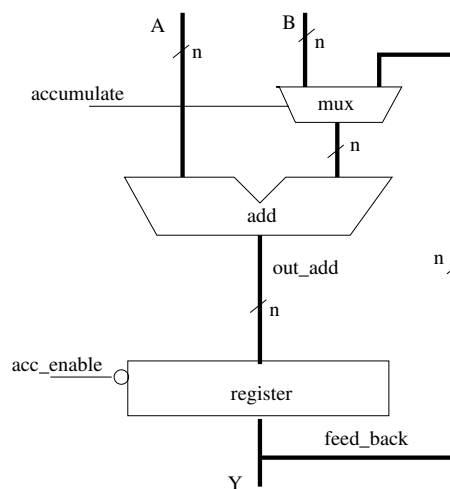 A
B
n
n
accumulate
mux
n
add
out_add
n
n
acc_enable
register
feed_back
Y